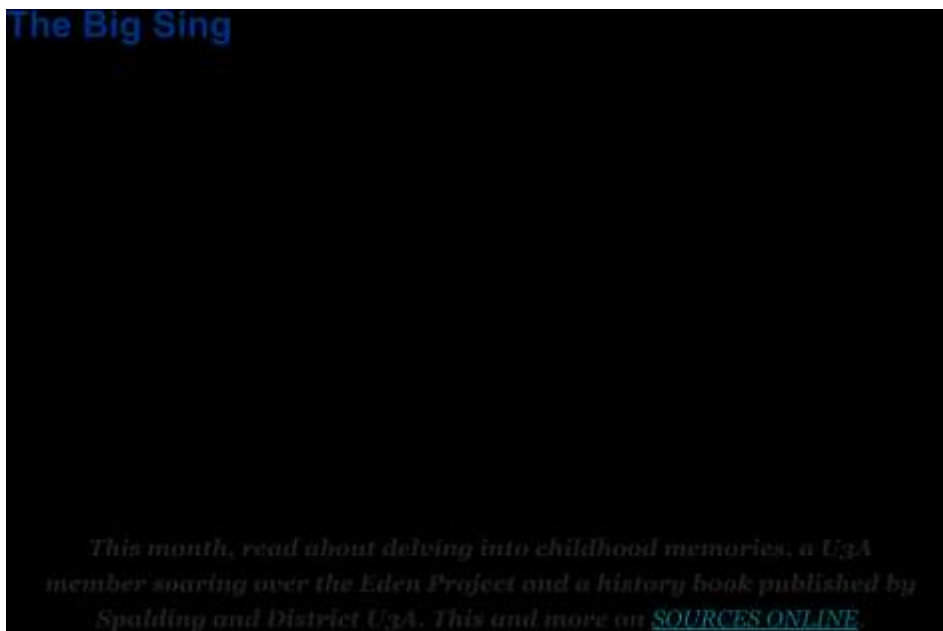 The Big Sing
This month, read about delving into childhood memories, a U3A
member soaring over the Eden Project and a history book published by
Spalding and District U3A. This and more on SOURCES ONLINE.